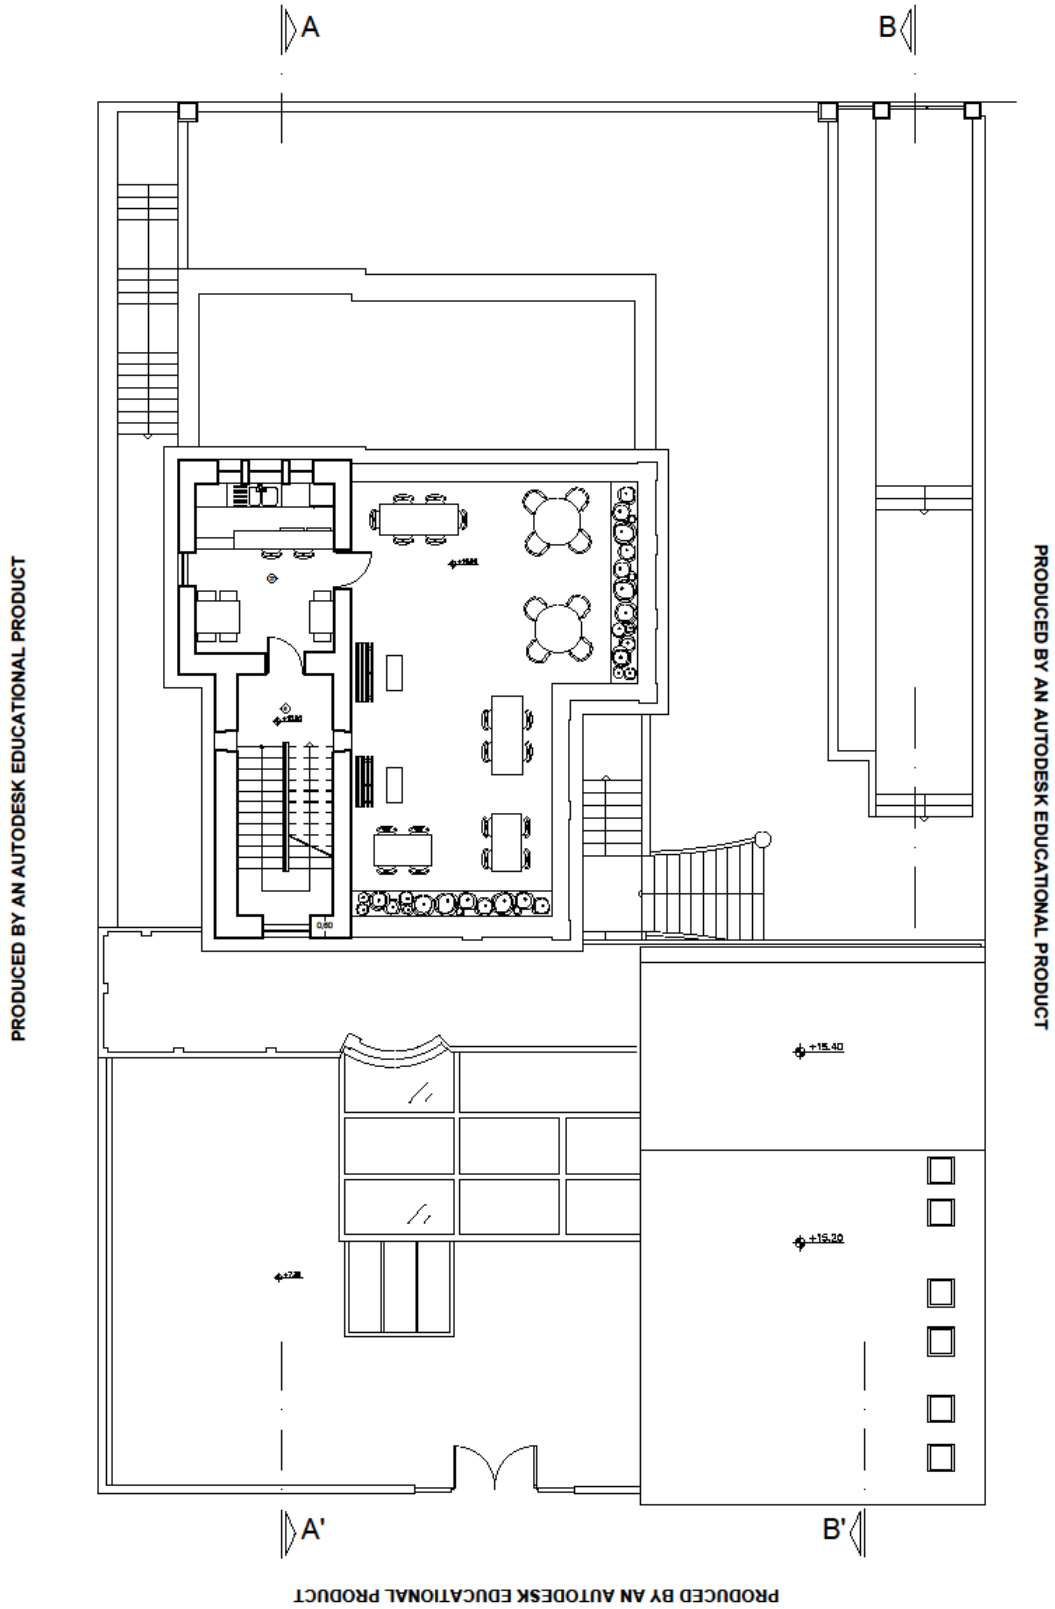 A
B
PRODUCED BY AN AUTODESK EDUCATIONAL PRODUCT
PRODUCED BY AN AUTODESK EDUCATIONAL PRODUCT
0,60
+15.40
+15.20
A'
B'
PRODUCED BY AN AUTODESK EDUCATIONAL PRODUCT